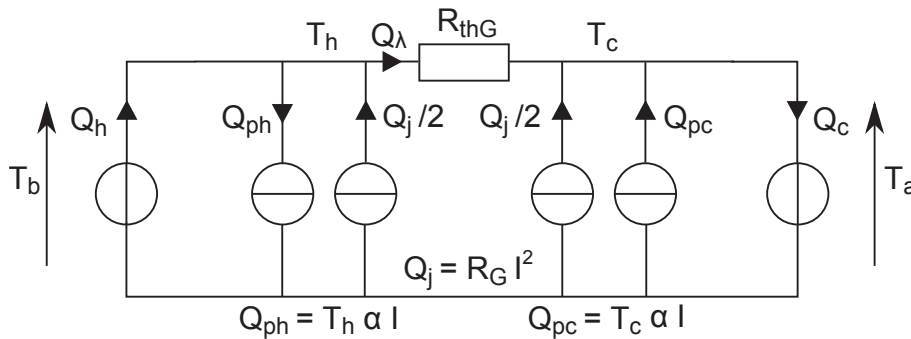 T_h Q_λ R_thG T_c
Q_h Q_ph Q_j/2 Q_j/2 Q_pc Q_c
T_b T_a
Q_j = R_G I²
Q_ph = T_h α I Q_pc = T_c α I